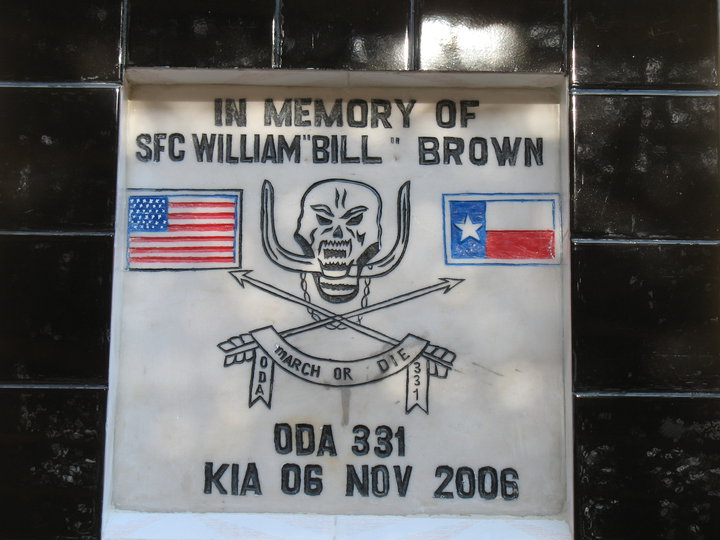 IN MEMORY OF
SFC WILLIAM "BILL" BROWN
MARCH OR DIE
ODA
331
ODA 331
KIA 06 NOV 2006